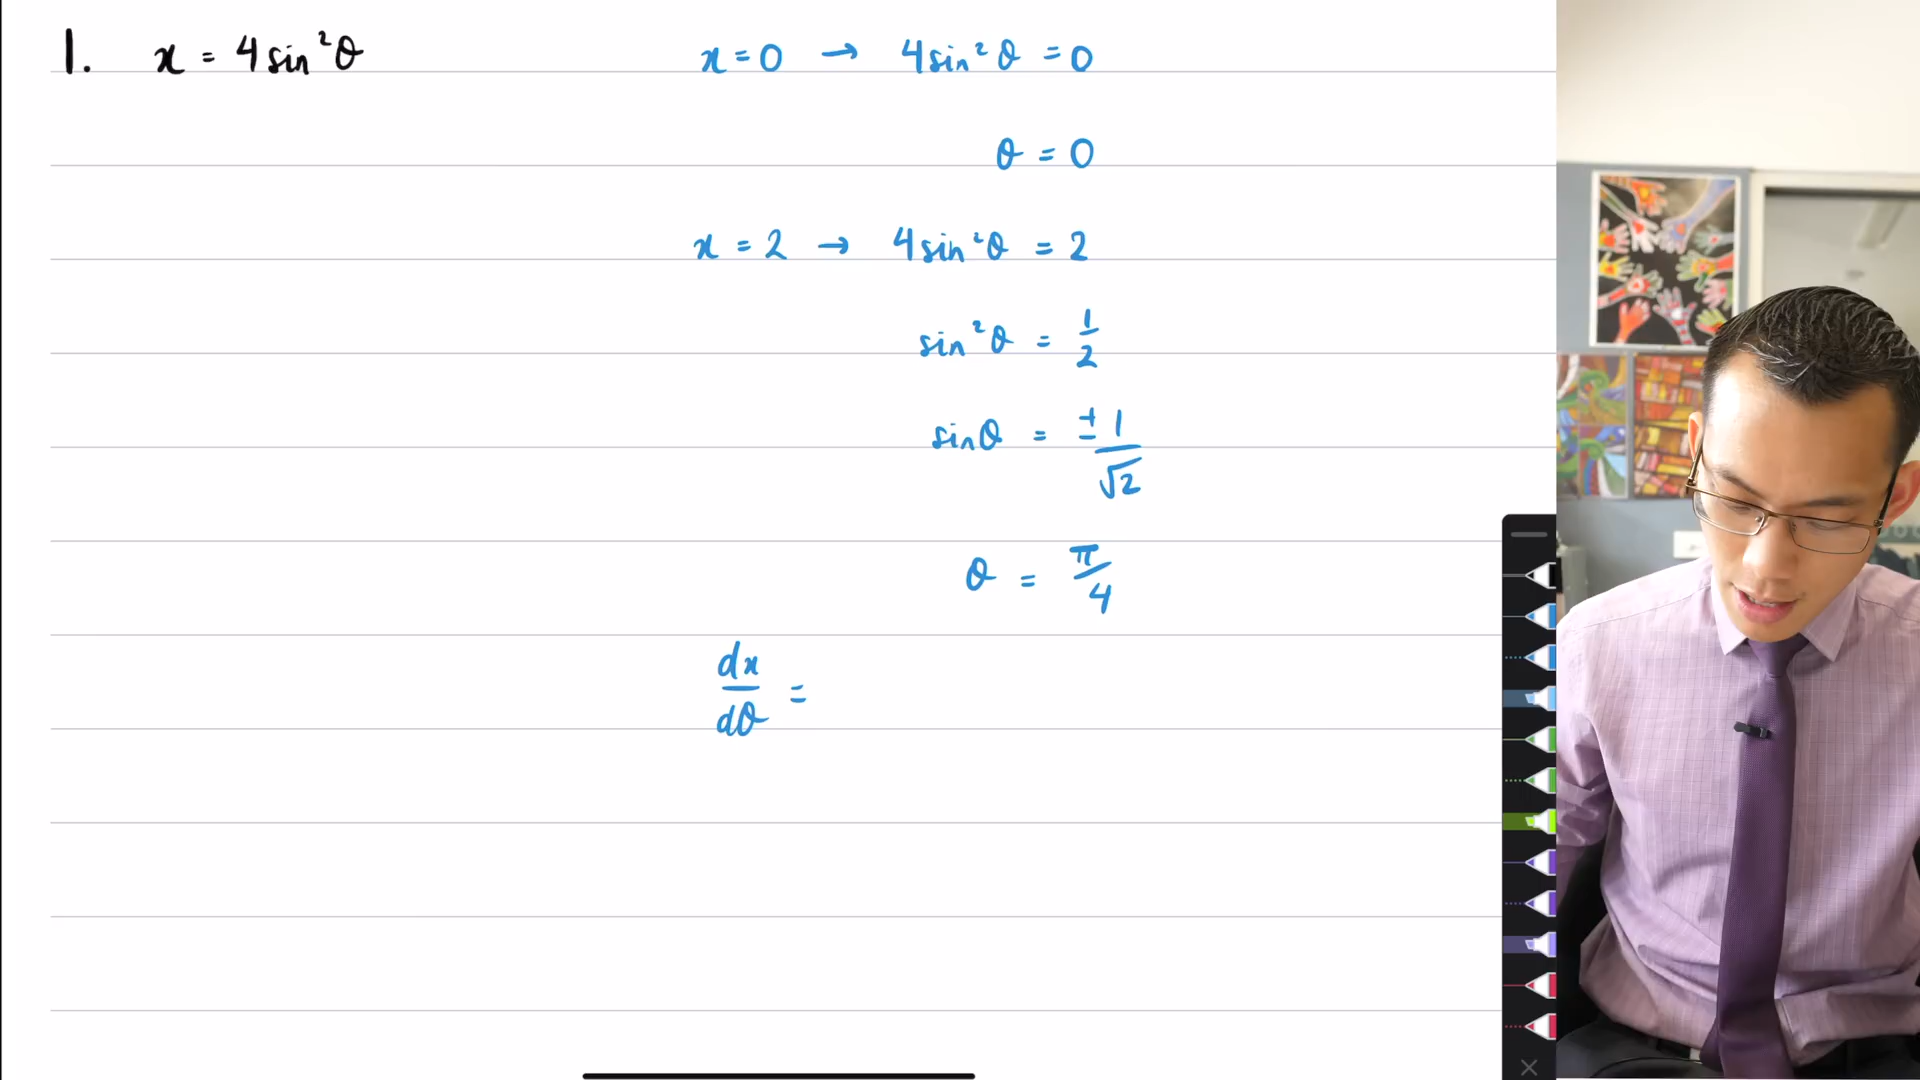 1. x = 4sin²θ
x = 0 → 4sin²θ = 0
θ = 0
x = 2 → 4sin²θ = 2
sin²θ = 1/2
sinθ = ±1/√2
θ = π/4
dx/dθ =